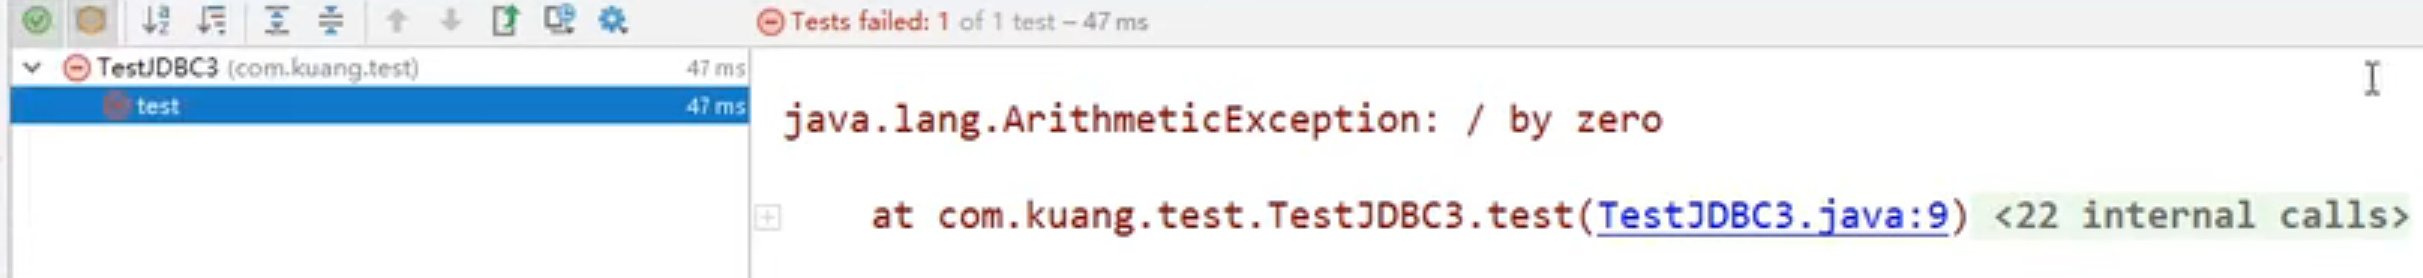 Tests failed: 1 of 1 test – 47 ms
TestJDBC3 (com.kuang.test) 47 ms
test 47 ms
java.lang.ArithmeticException: / by zero
at com.kuang.test.TestJDBC3.test(TestJDBC3.java:9) <22 internal calls>